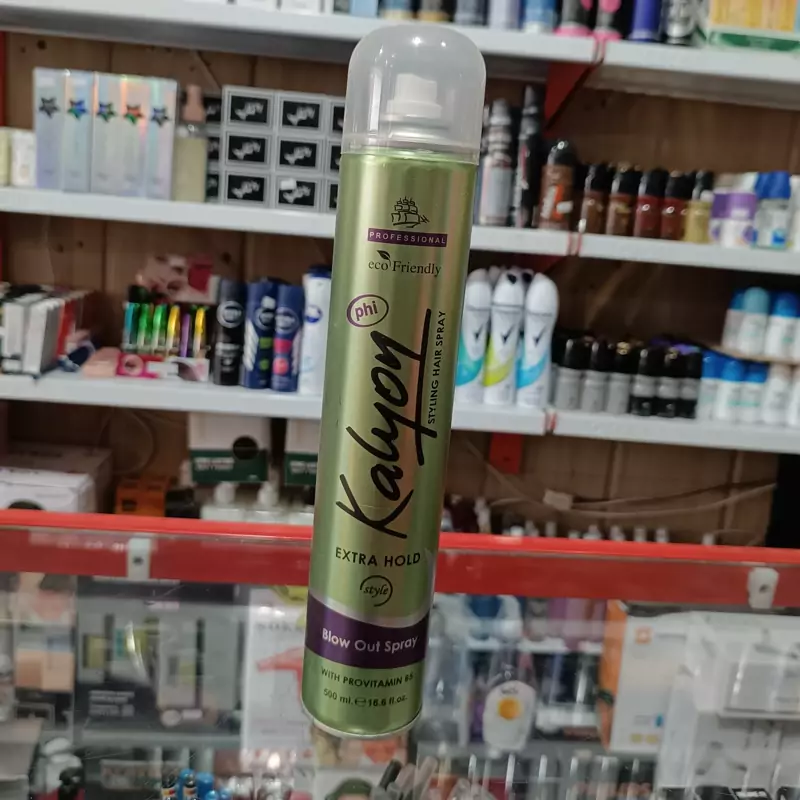 PROFESSIONAL
eco Friendly
phi
Kalyon
STYLING HAIR SPRAY
EXTRA HOLD
style
Blow Out Spray
WITH PROVITAMIN B5
500 ml. e 16.6 fl.oz.